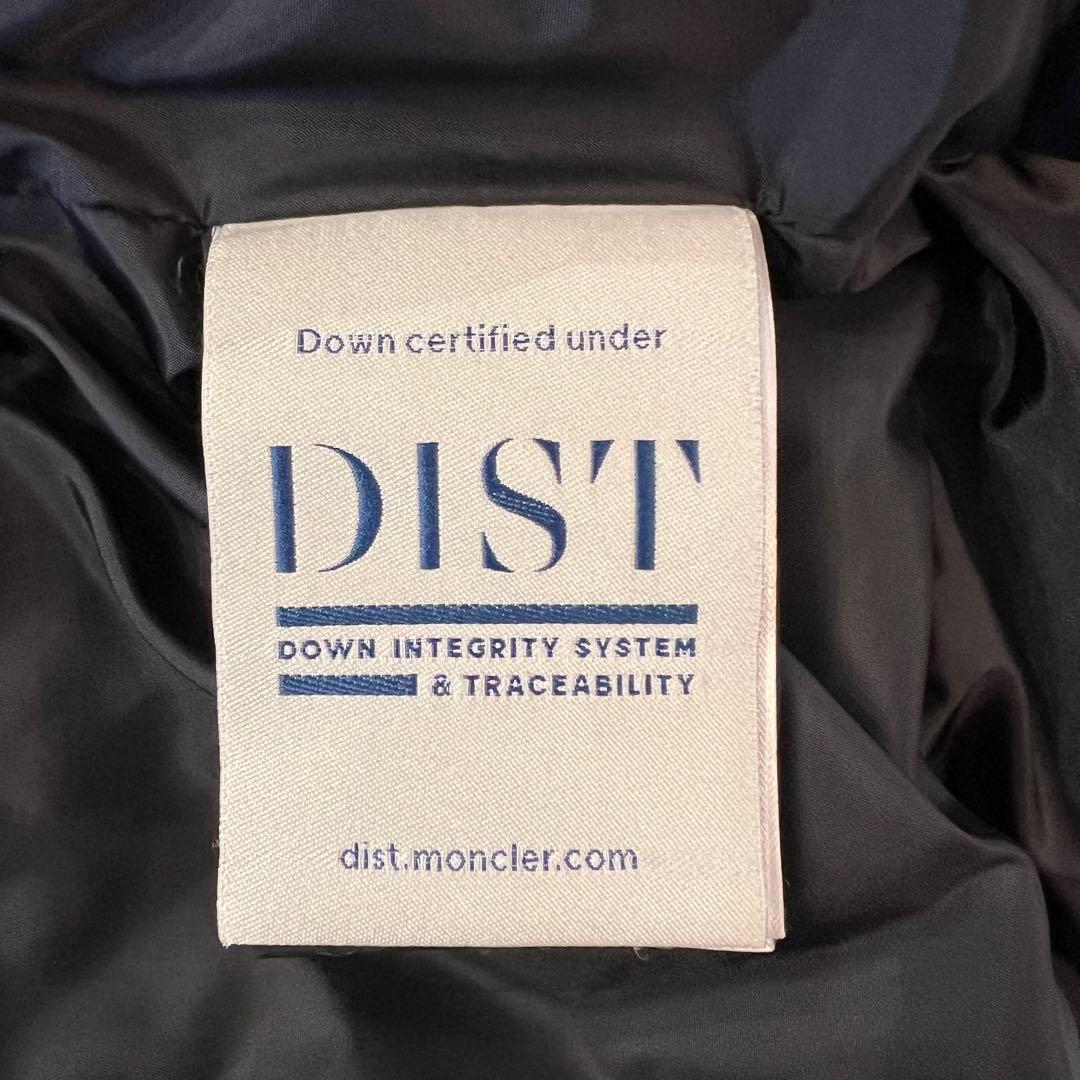 Down certified under
DIST
DOWN INTEGRITY SYSTEM
& TRACEABILITY
dist.moncler.com